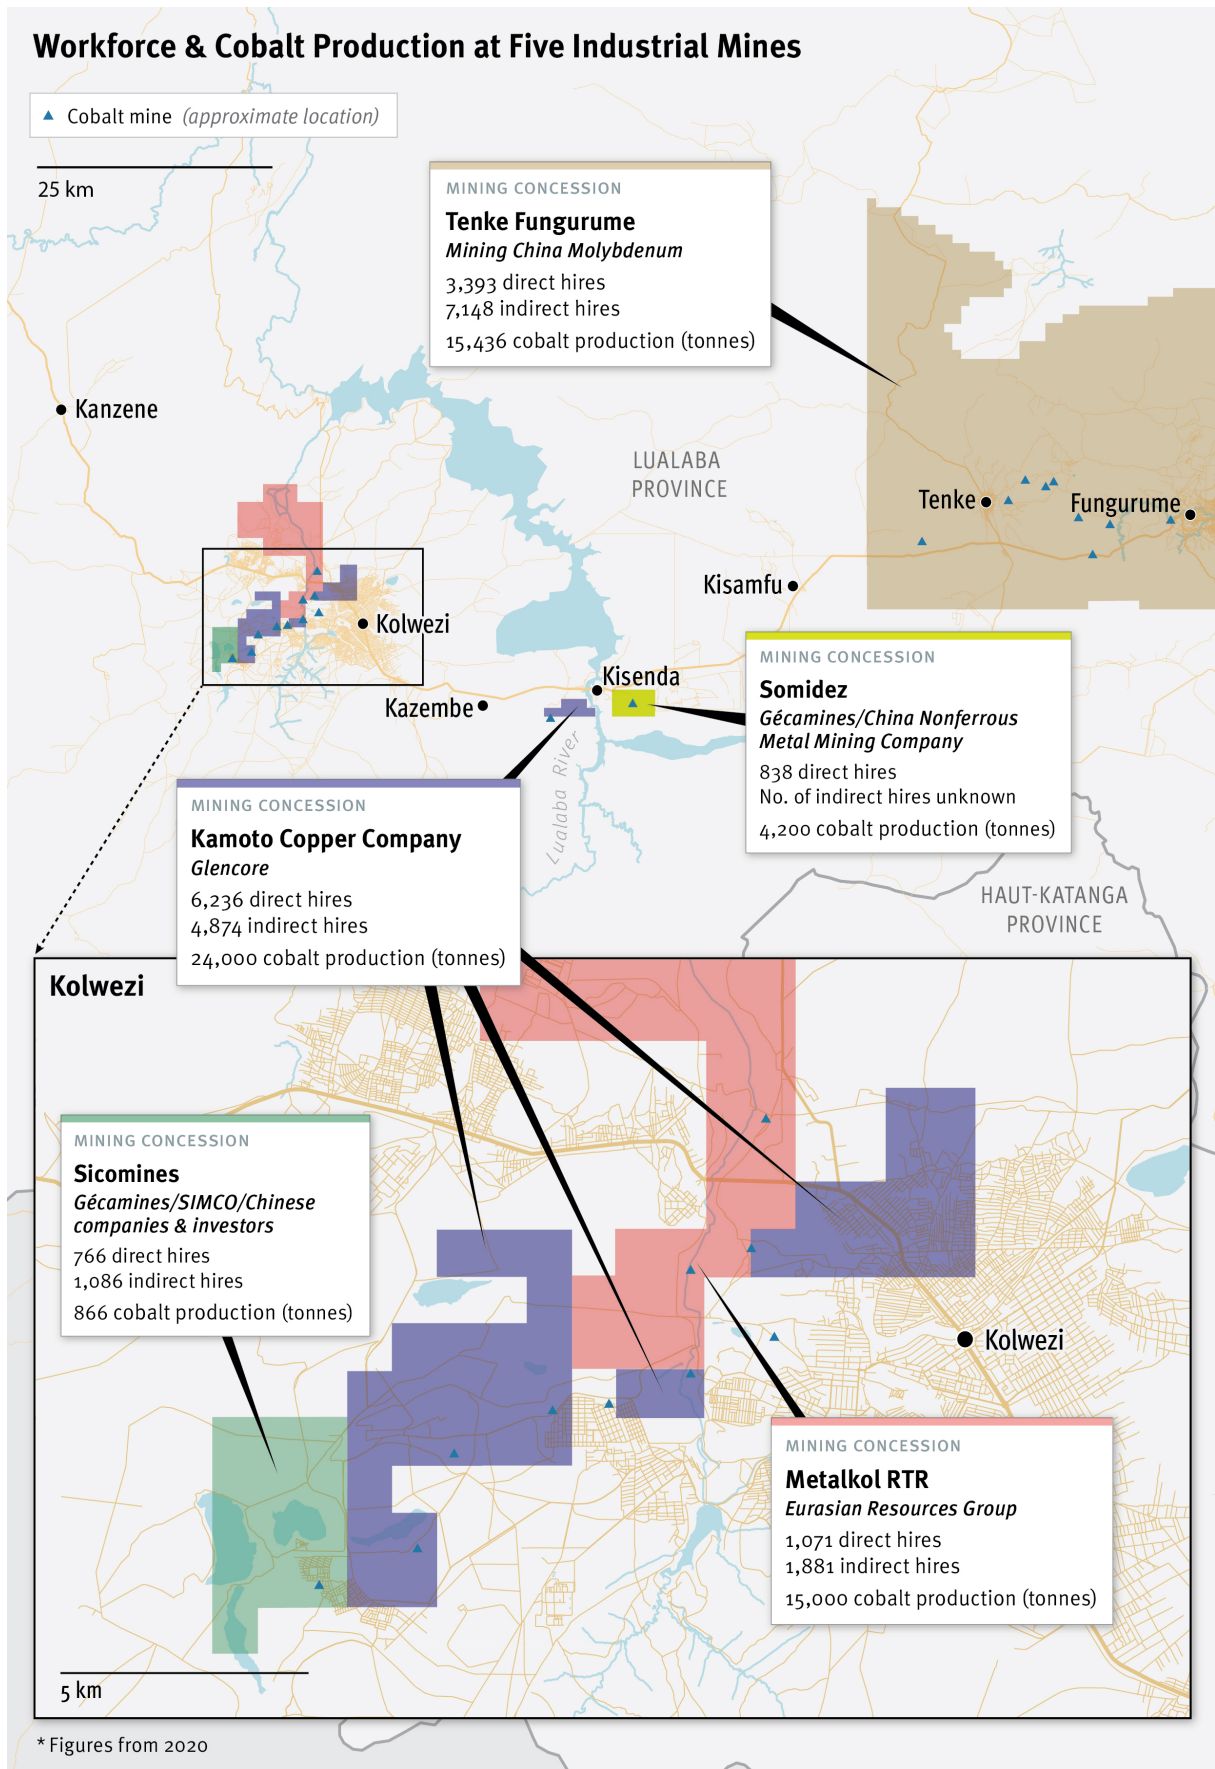 Workforce & Cobalt Production at Five Industrial Mines
Cobalt mine (approximate location)
25 km
MINING CONCESSION
Tenke Fungurume
Mining China Molybdenum
3,393 direct hires
7,148 indirect hires
15,436 cobalt production (tonnes)
Kanzene
LUALABA
PROVINCE
Tenke
Fungurume
Kisamfu
Kolwezi
Kisenda
Kazembe
Lualaba River
MINING CONCESSION
Somidez
Gécamines/China Nonferrous
Metal Mining Company
838 direct hires
No. of indirect hires unknown
4,200 cobalt production (tonnes)
MINING CONCESSION
Kamoto Copper Company
Glencore
6,236 direct hires
4,874 indirect hires
24,000 cobalt production (tonnes)
HAUT-KATANGA
PROVINCE
Kolwezi
MINING CONCESSION
Sicomines
Gécamines/SIMCO/Chinese
companies & investors
766 direct hires
1,086 indirect hires
866 cobalt production (tonnes)
Kolwezi
MINING CONCESSION
Metalkol RTR
Eurasian Resources Group
1,071 direct hires
1,881 indirect hires
15,000 cobalt production (tonnes)
5 km
* Figures from 2020